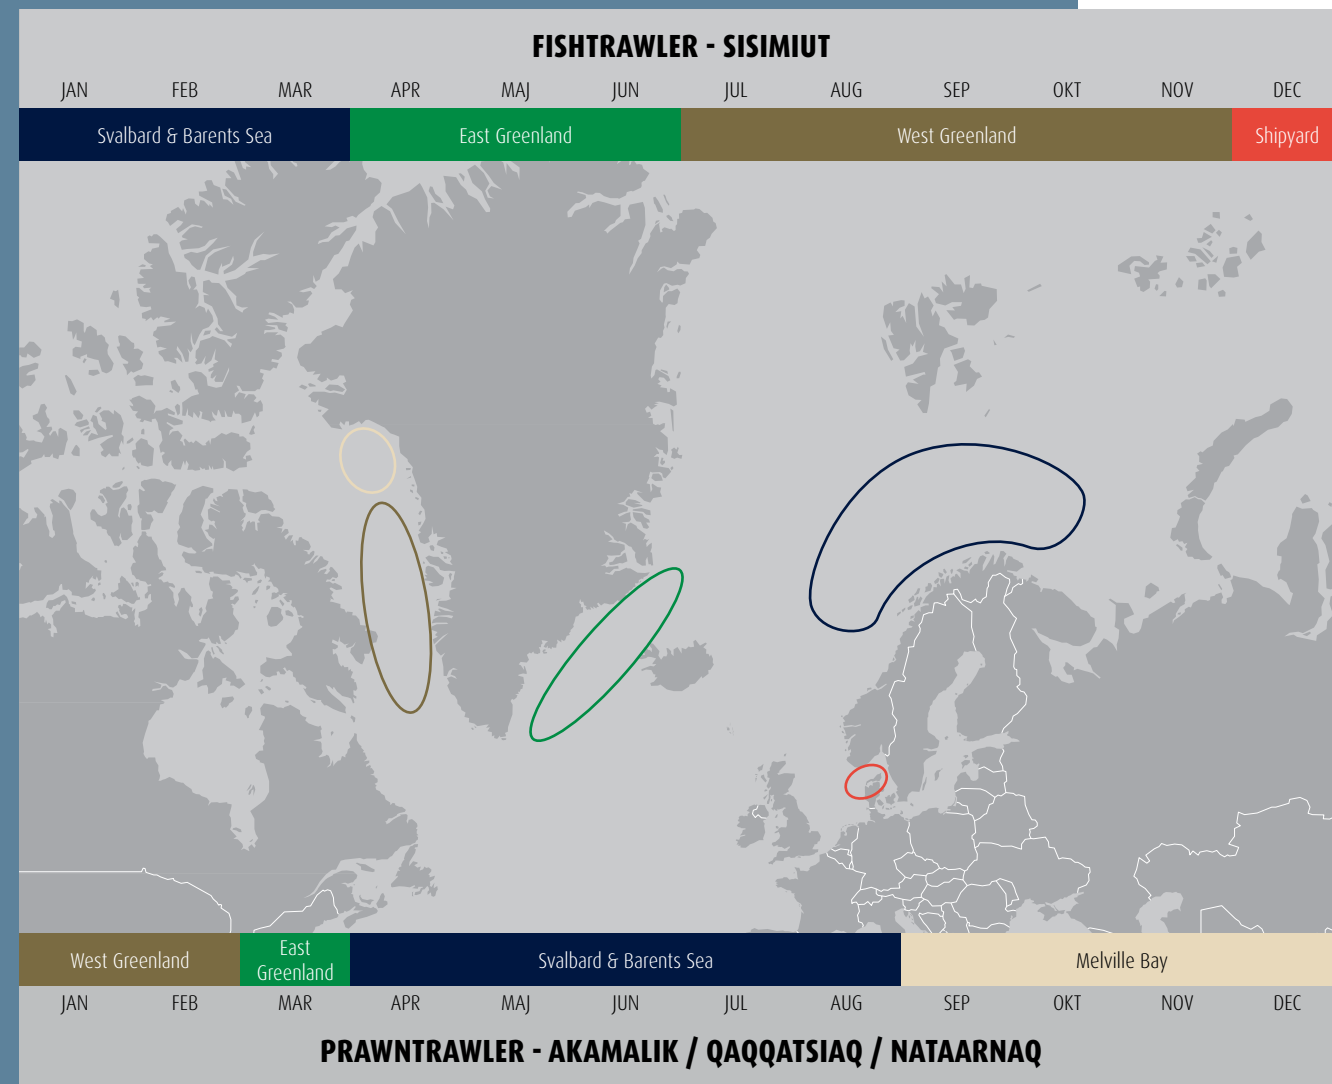 FISHTRAWLER - SISIMIUT
JAN FEB MAR APR MAJ JUN JUL AUG SEP OKT NOV DEC
Svalbard & Barents Sea East Greenland West Greenland Shipyard
West Greenland East Greenland Svalbard & Barents Sea Melville Bay
JAN FEB MAR APR MAJ JUN JUL AUG SEP OKT NOV DEC
PRAWNTRAWLER - AKAMALIK / QAQQATSIAQ / NATAARNAQ